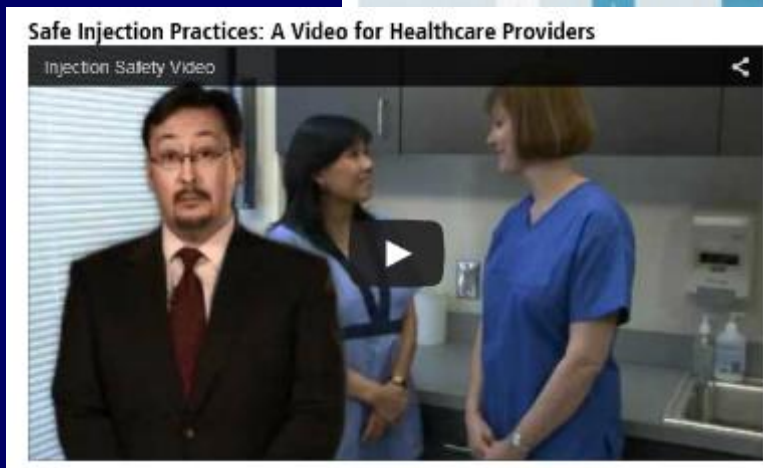 Safe Injection Practices: A Video for Healthcare Providers
Injection Safety Video